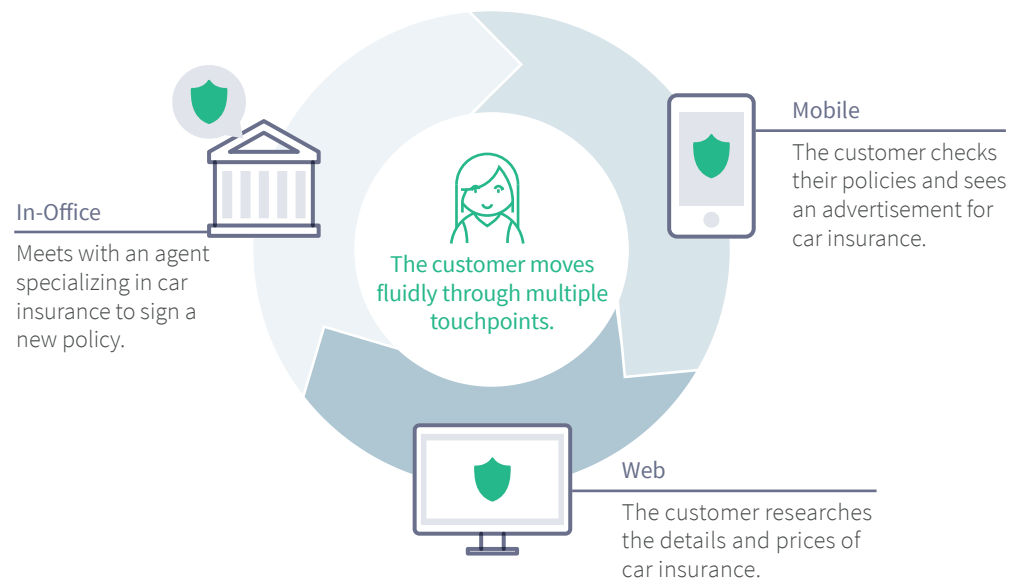 Mobile
The customer checks
their policies and sees
an advertisement for
car insurance.
In-Office
Meets with an agent
specializing in car
insurance to sign a
new policy.
The customer moves
fluidly through multiple
touchpoints.
Web
The customer researches
the details and prices of
car insurance.